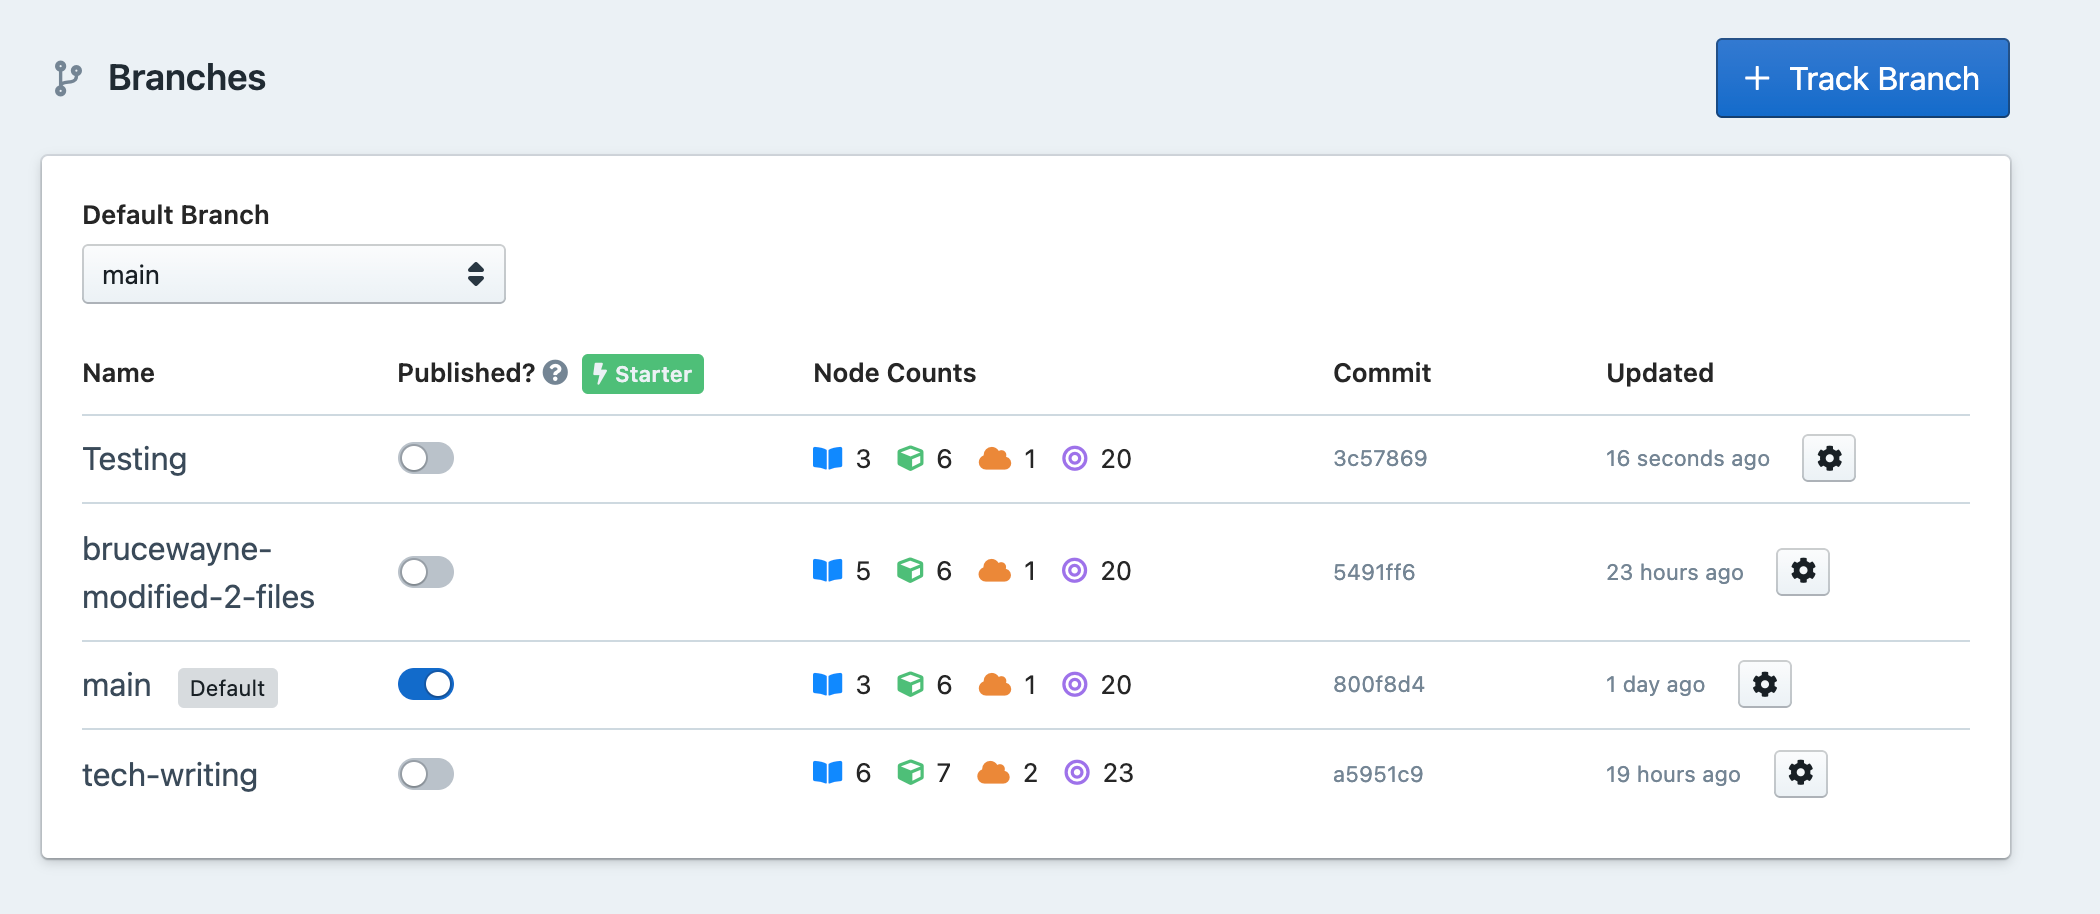 Branches
+ Track Branch
Default Branch
main
Name Published? Starter Node Counts Commit Updated
Testing 3 6 1 20 3c57869 16 seconds ago
brucewayne-
modified-2-files 5 6 1 20 5491ff6 23 hours ago
main Default 3 6 1 20 800f8d4 1 day ago
tech-writing 6 7 2 23 a5951c9 19 hours ago